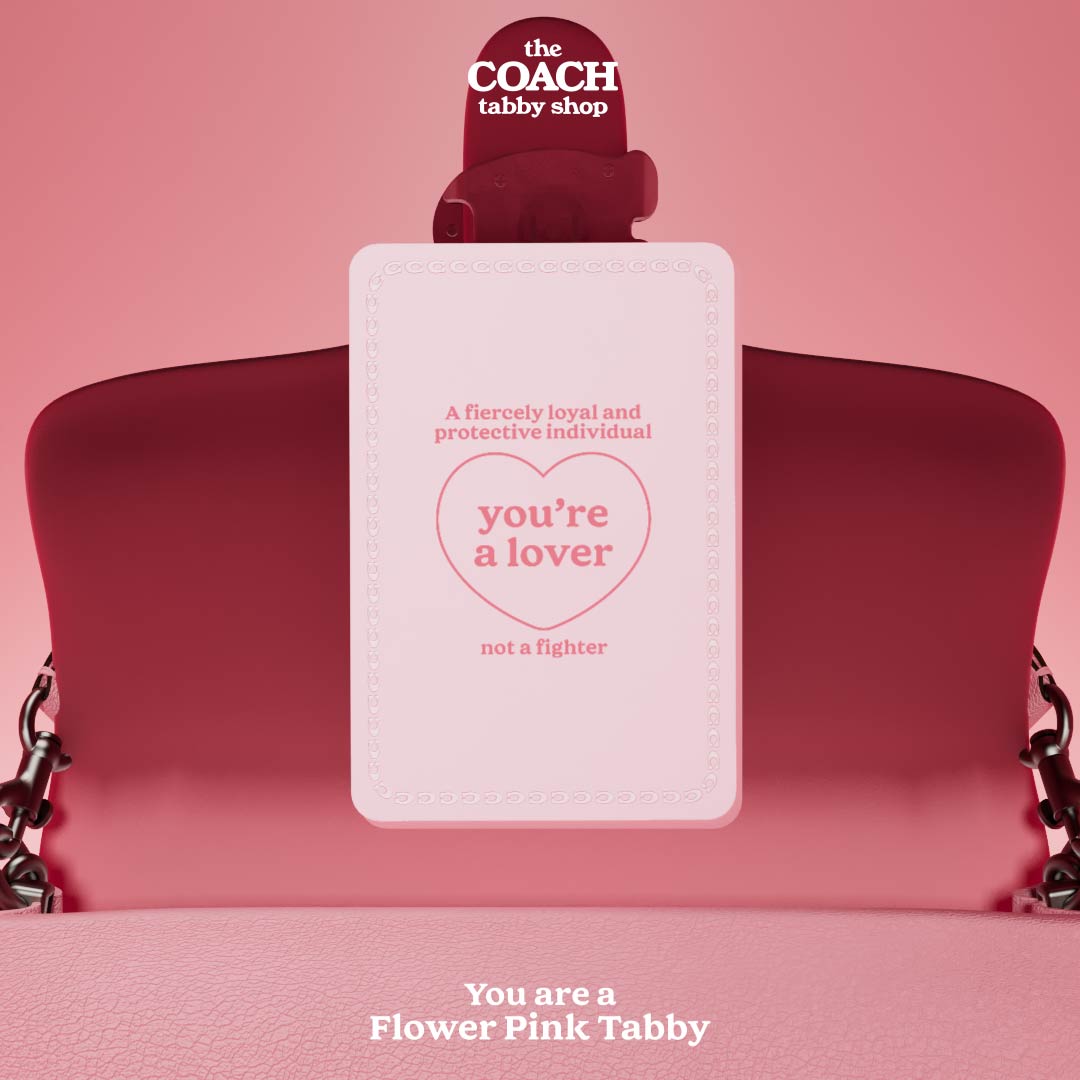 the
COACH
tabby shop
A fiercely loyal and
protective individual
you're
a lover
not a fighter
You are a
Flower Pink Tabby